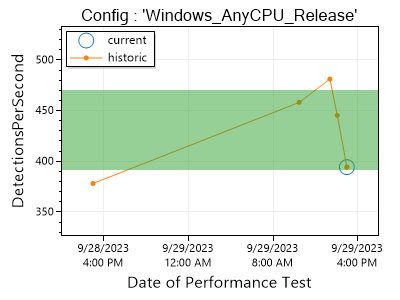 Config : 'Windows_AnyCPU_Release'
current
historic
DetectionsPerSecond
500
450
400
350
9/28/2023 9/29/2023 9/29/2023 9/29/2023
4:00 PM 12:00 AM 8:00 AM 4:00 PM
Date of Performance Test